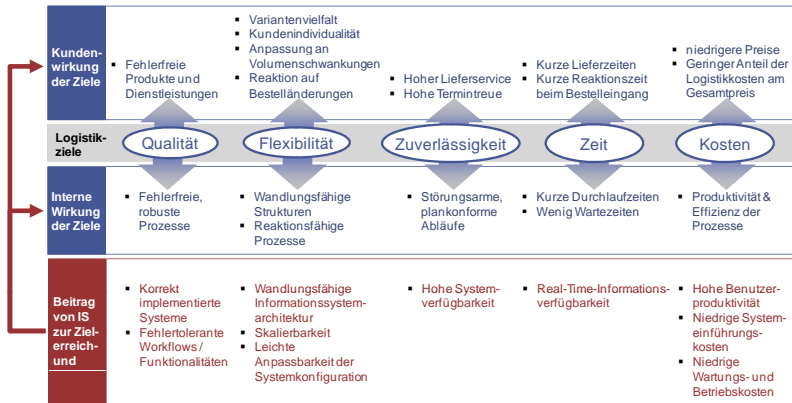 Kunden-
wirkung
der Ziele
▪ Fehlerfreie
Produkte und
Dienstleistungen
▪ Variantenvielfalt
▪ Kundenindividualität
▪ Anpassung an
Volumenschwankungen
▪ Reaktion auf
Bestelländerungen
▪ Hoher Lieferservice
▪ Hohe Termintreue
▪ Kurze Lieferzeiten
▪ Kurze Reaktionszeit
beim Bestelleingang
▪ niedrigere Preise
▪ Geringer Anteil der
Logistikkosten am
Gesamtpreis
Logistik-
ziele
Qualität
Flexibilität
Zuverlässigkeit
Zeit
Kosten
Interne
Wirkung
der Ziele
▪ Fehlerfreie,
robuste
Prozesse
▪ Wandlungsfähige
Strukturen
▪ Reaktionsfähige
Prozesse
▪ Störungsarme,
plankonforme
Abläufe
▪ Kurze Durchlaufzeiten
▪ Wenig Wartezeiten
▪ Produktivität &
Effizienz der
Prozesse
Beitrag
von IS
zur Ziel-
erreich-
und
▪ Korrekt
implementierte
Systeme
▪ Fehlertolerante
Workflows /
Funktionalitäten
▪ Wandlungsfähige
Informationssystem-
architektur
▪ Skalierbarkeit
▪ Leichte
Anpassbarkeit der
Systemkonfiguration
▪ Hohe System-
verfügbarkeit
▪ Real-Time-Informations-
verfügbarkeit
▪ Hohe Benutzer-
produktivität
▪ Niedrige System-
einführungs-
kosten
▪ Niedrige
Wartungs- und
Betriebskosten